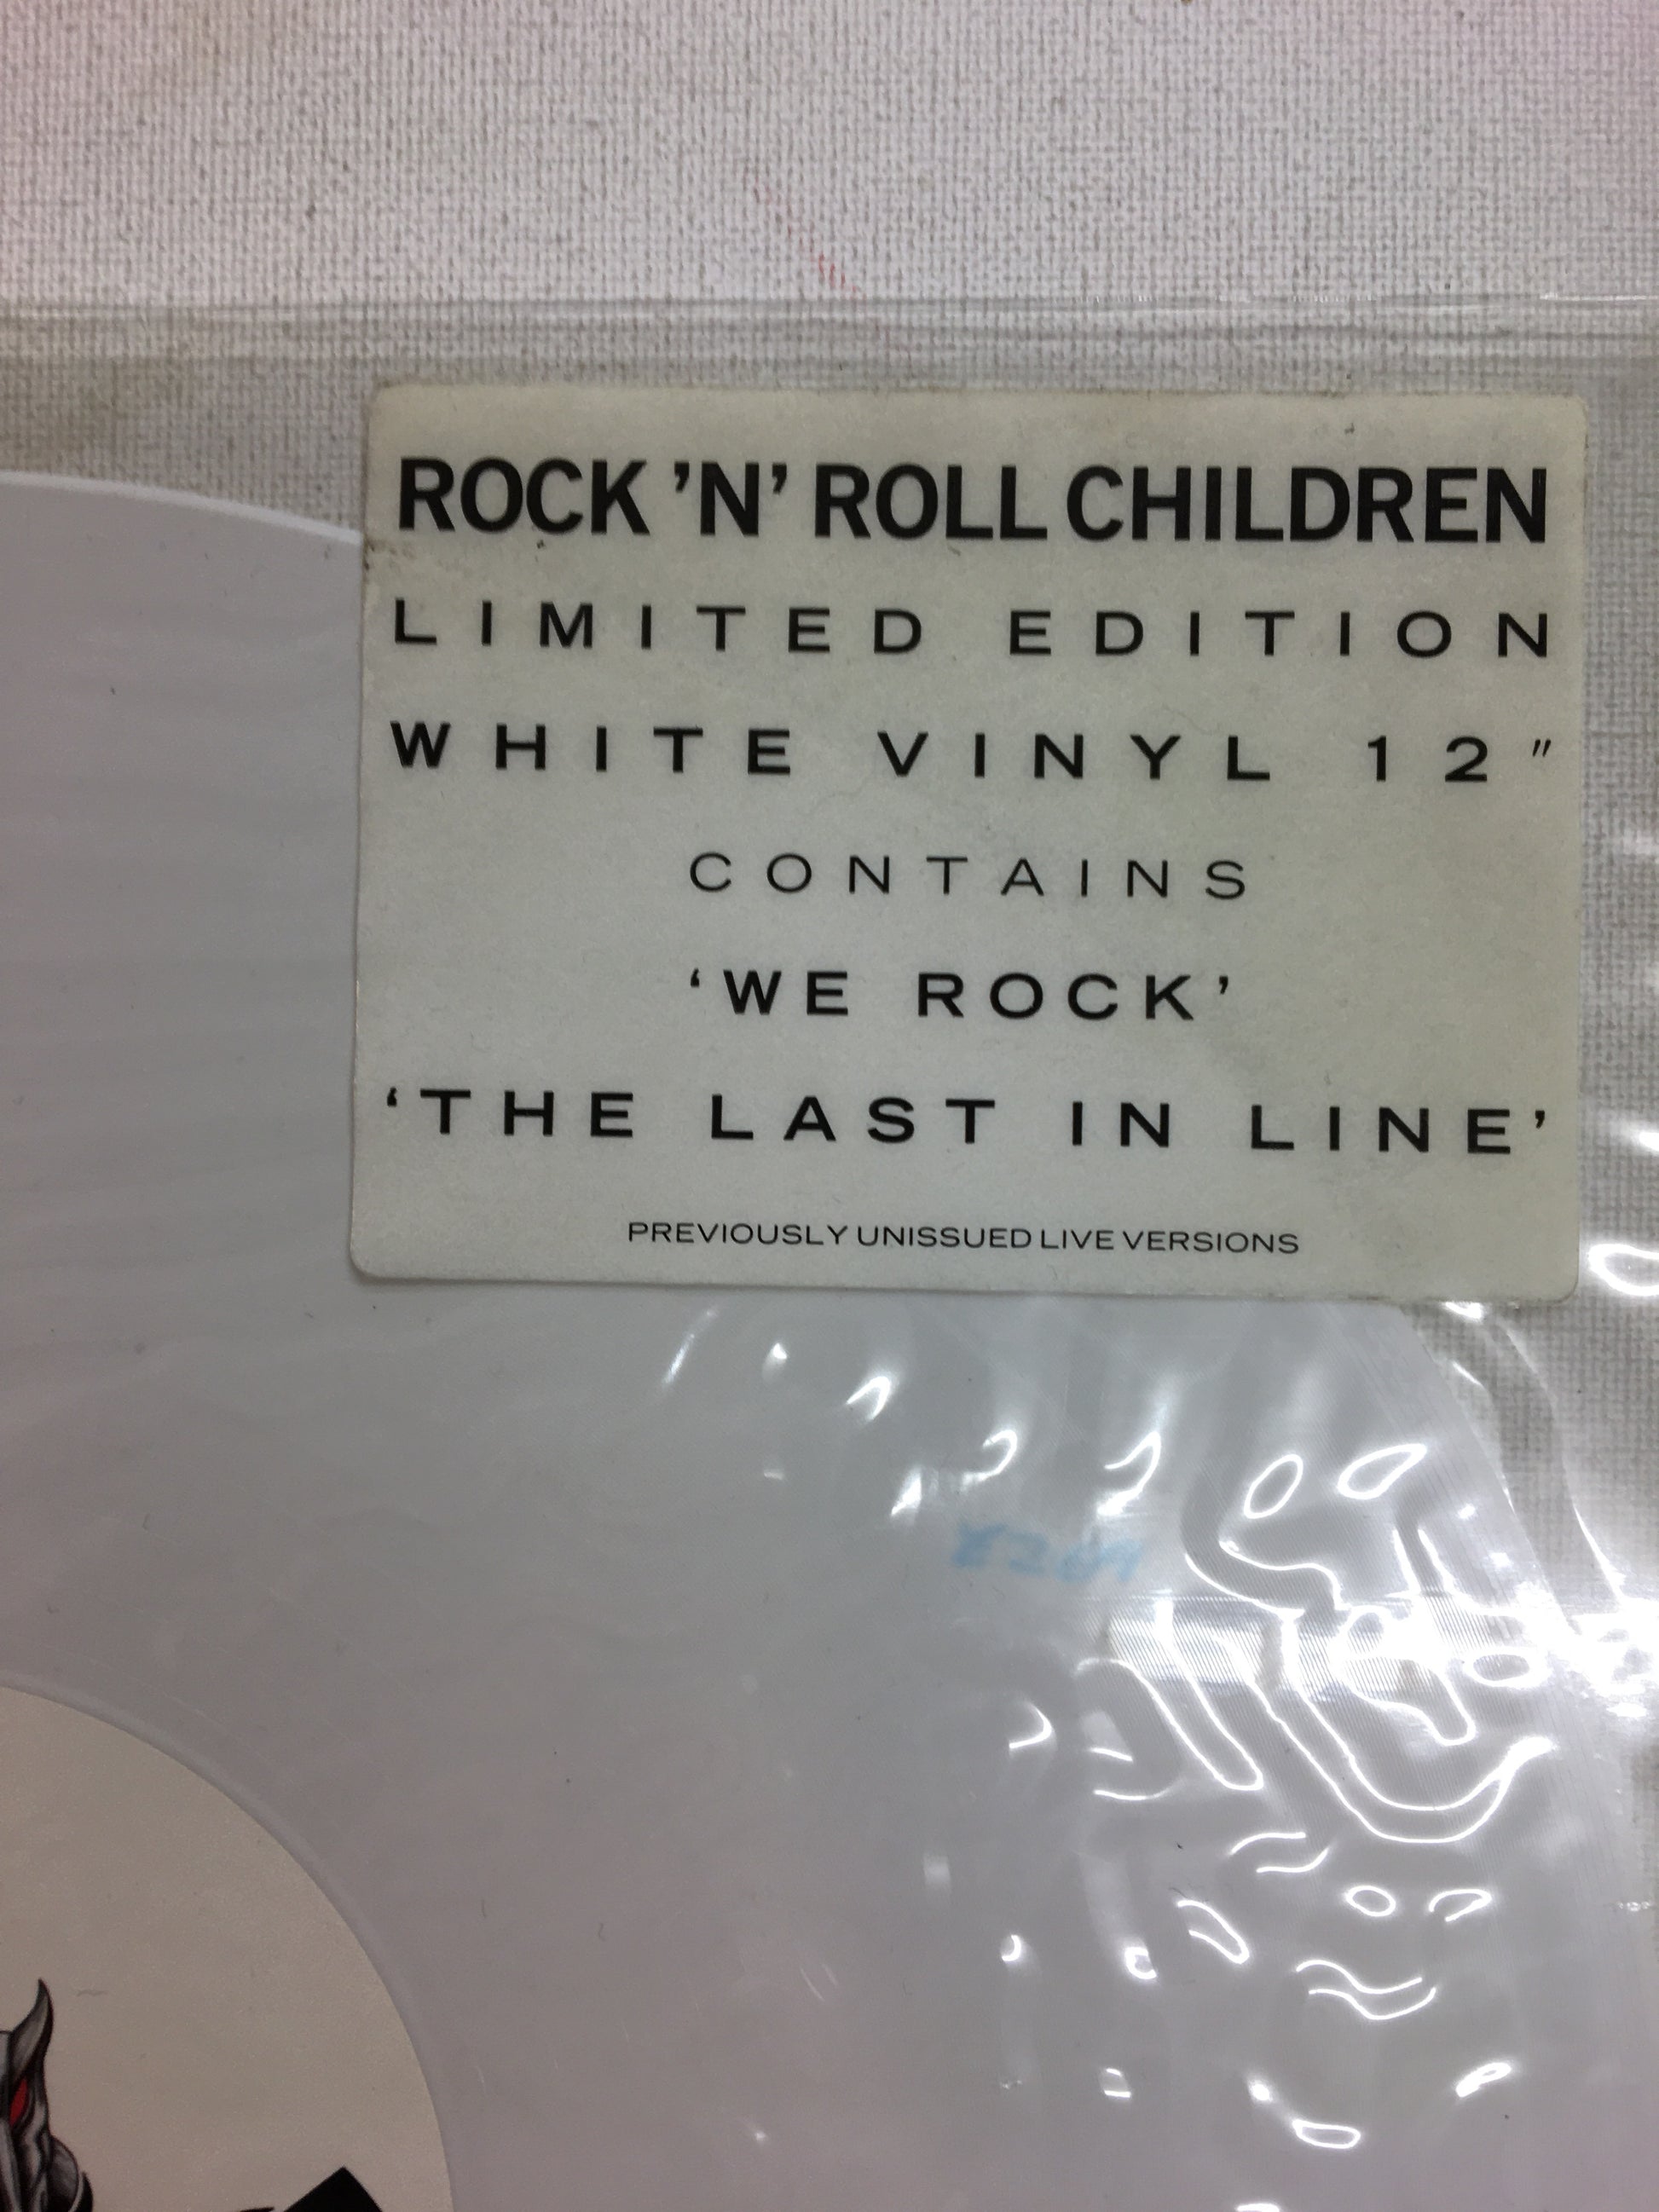 ROCK ’N’ ROLL CHILDREN
LIMITED EDITION
WHITE VINYL 12″
CONTAINS
‘WE ROCK’
‘THE LAST IN LINE’
PREVIOUSLY UNISSUED LIVE VERSIONS